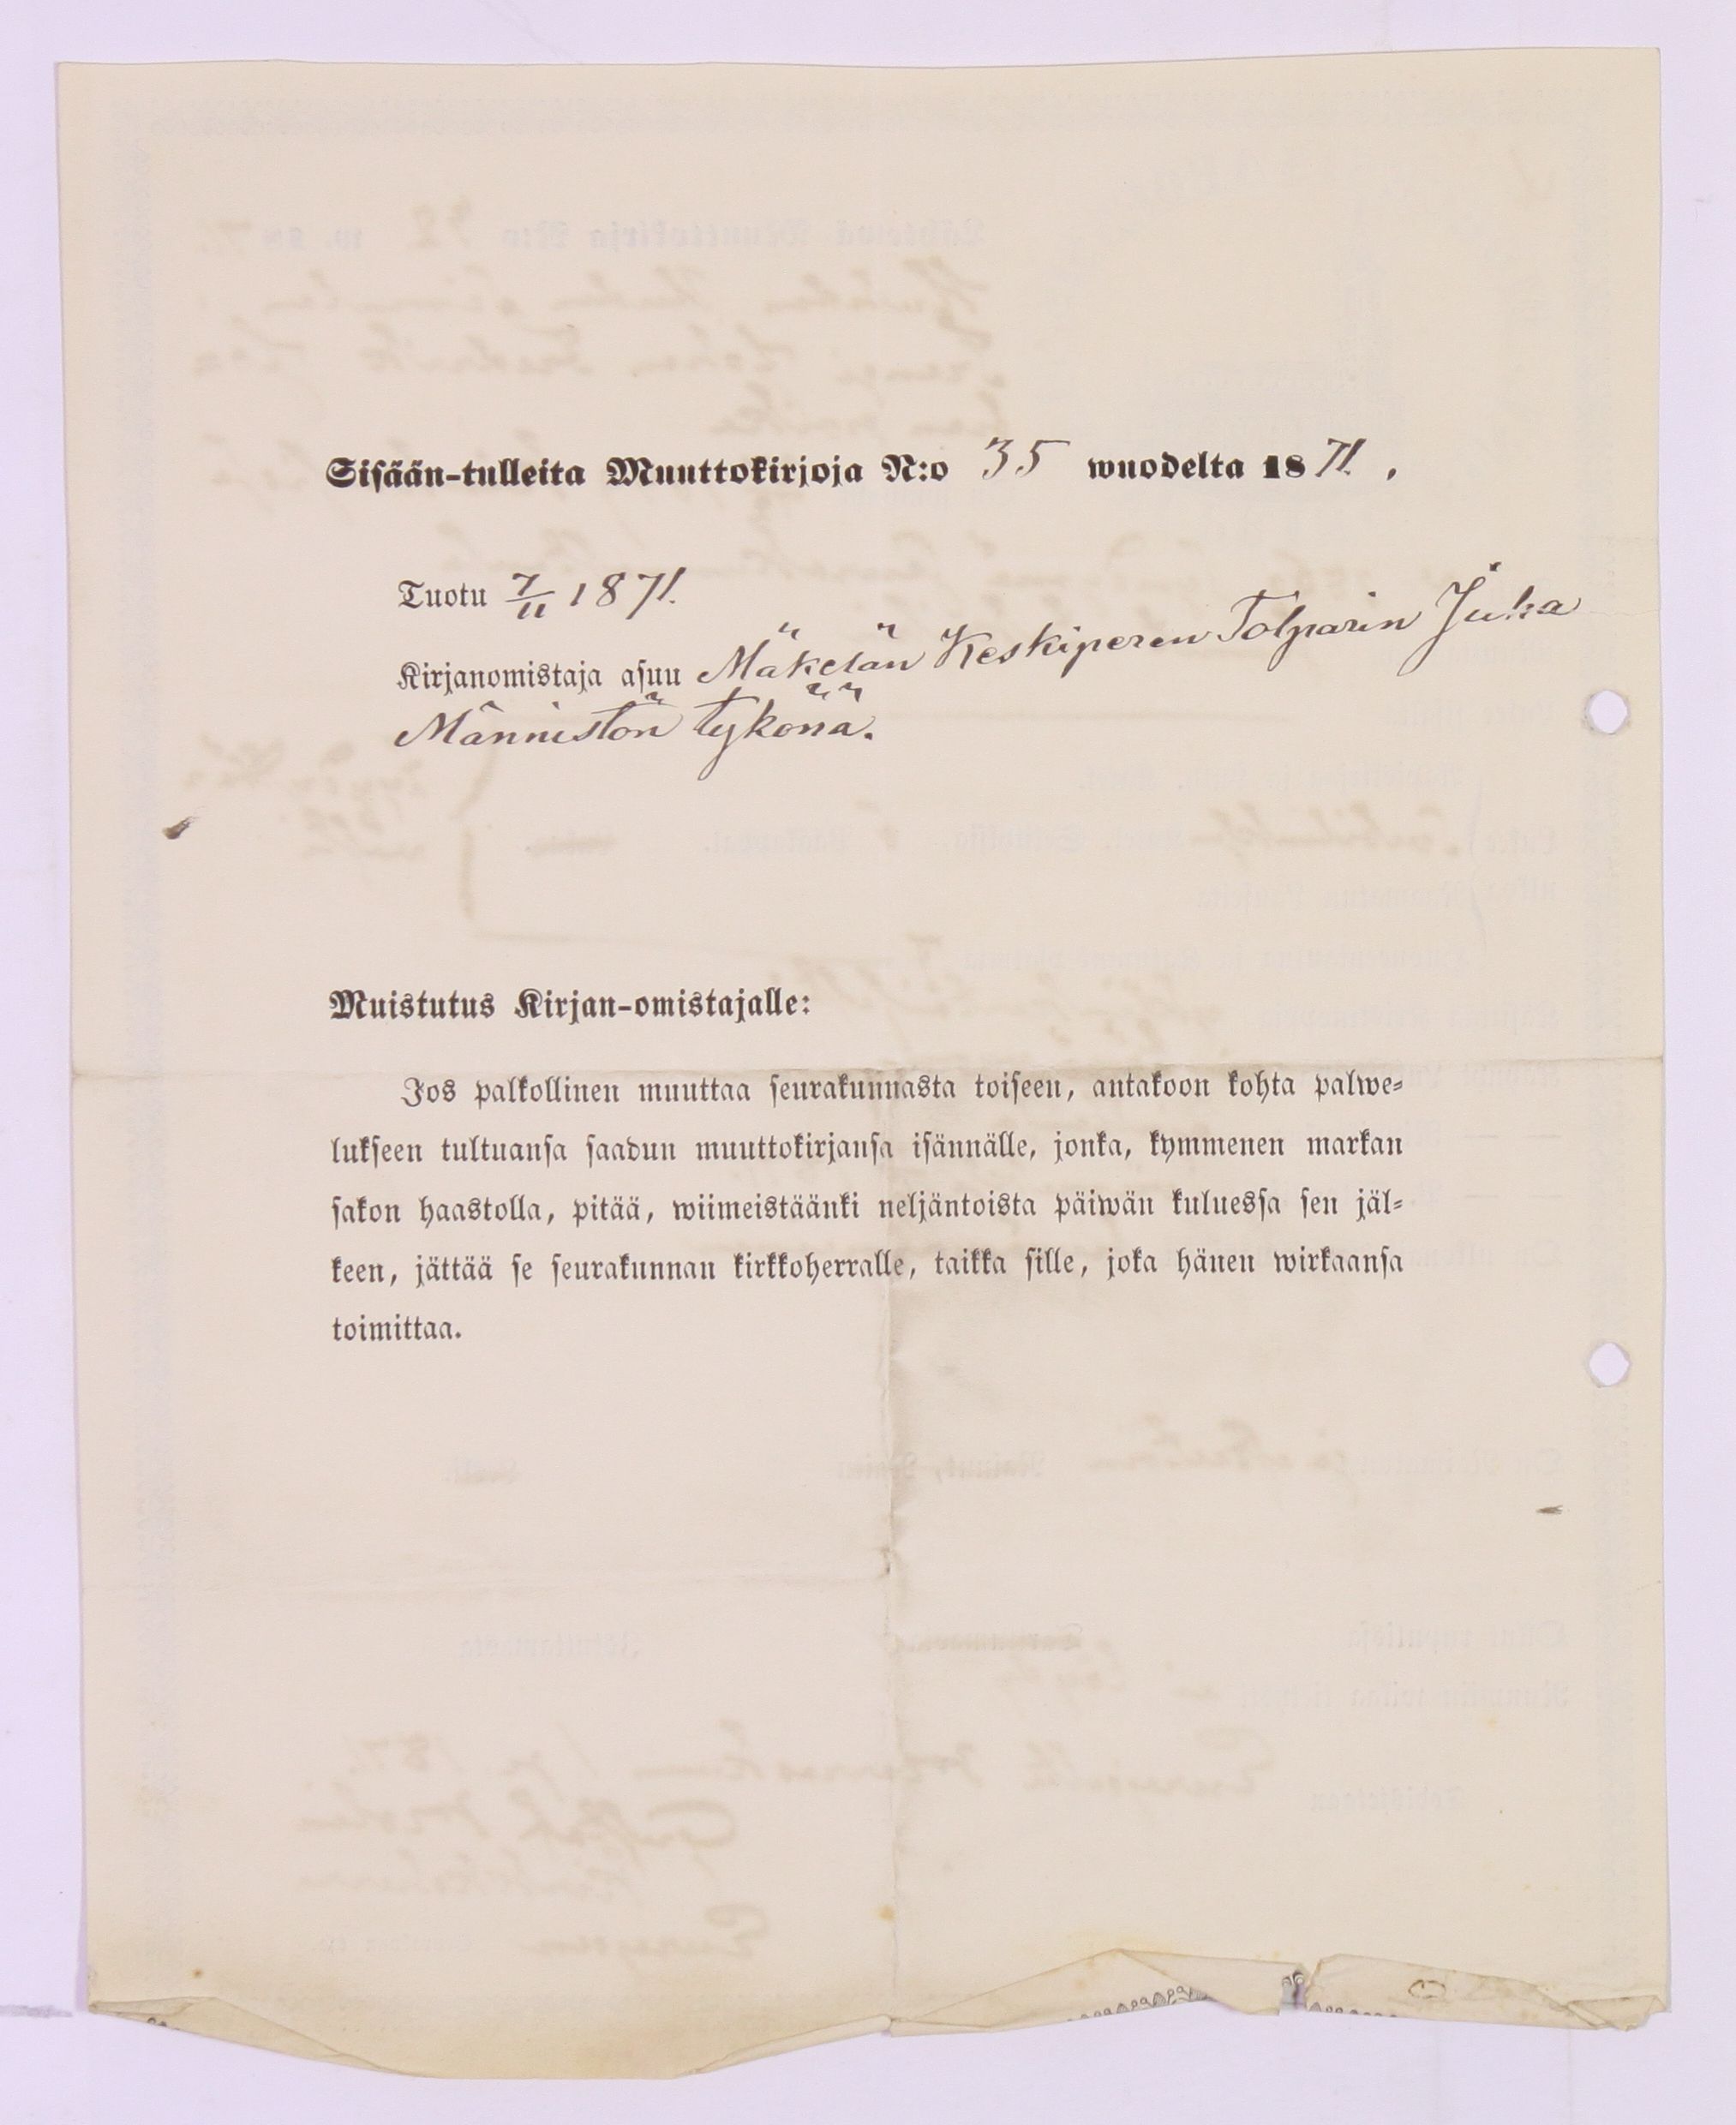 Sisään-tulleita Muuttokirjoja N:o 35 wuodelta 1871.
Tuotu 7/11 1871.
Kirjanomistaja asuu Mäkelän Keskiperen Tolparin Juha
Männistön tykönä.
Muistutus Kirjan-omistajalle:
Jos palkollinen muuttaa seurakunnasta toiseen, antakoon kohta palwe-
lukseen tultuansa saadun muuttokirjansa isännälle, jonka, kymmenen markan
sakon haastolla, pitää, wiimeistäänki neljäntoista päiwän kuluessa sen jäl-
keen, jättää se seurakunnan kirkkoherralle, taikka sille, joka hänen wirkaansa
toimittaa.